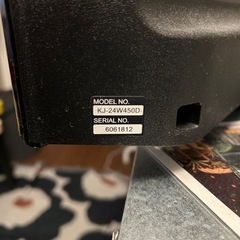 MODEL NO.
KJ-24W450D
SERIAL NO.
6061812